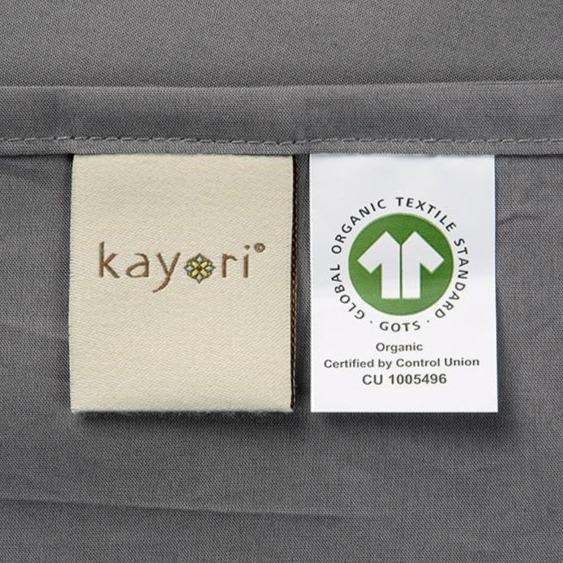 kayori®
GLOBAL ORGANIC TEXTILE STANDARD · GOTS ·
Organic
Certified by Control Union
CU 1005496